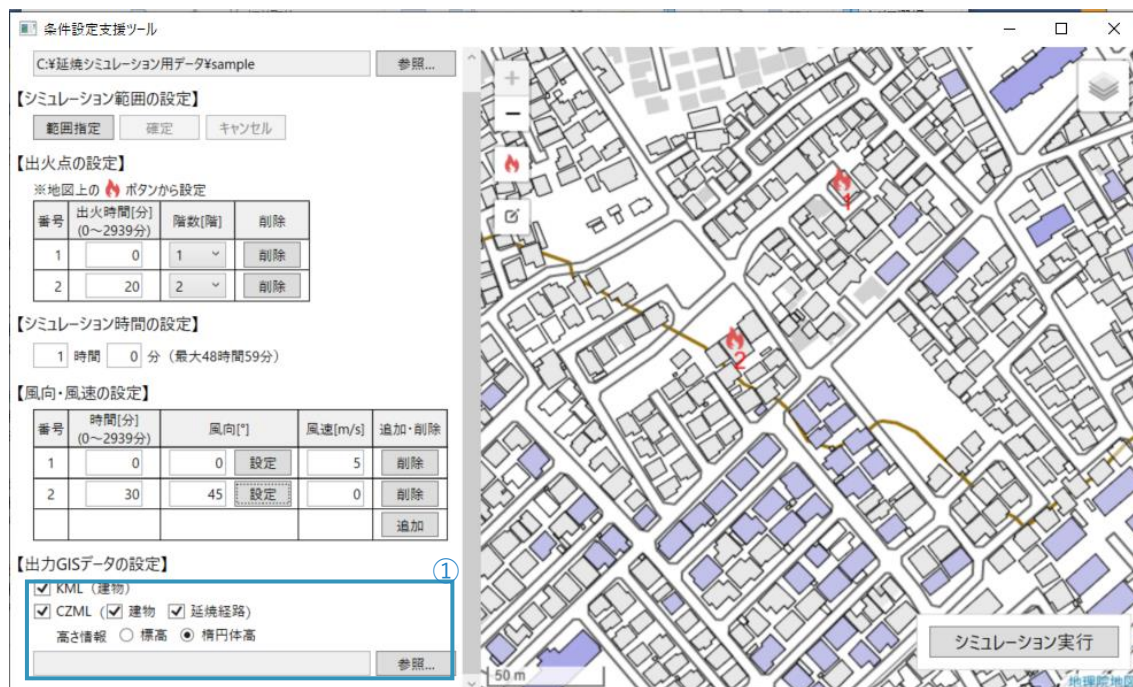 条件設定支援ツール
C:¥延焼シミュレーション用データ¥sample 参照...
【シミュレーション範囲の設定】
範囲指定 確定 キャンセル
【出火点の設定】
※地図上の ボタンから設定
番号 出火時間[分] (0～2939分) 階数[階] 削除
1 0 1 削除
2 20 2 削除
【シミュレーション時間の設定】
1 時間 0 分 (最大48時間59分)
【風向・風速の設定】
番号 時間[分] (0～2939分) 風向[°] 風速[m/s] 追加・削除
1 0 0 設定 5 削除
2 30 45 設定 0 削除
追加
【出力GISデータの設定】
①
KML (建物)
CZML (建物 延焼経路)
高さ情報 標高 楕円体高
参照...
+
−
1
2
シミュレーション実行
50 m
地理院地図